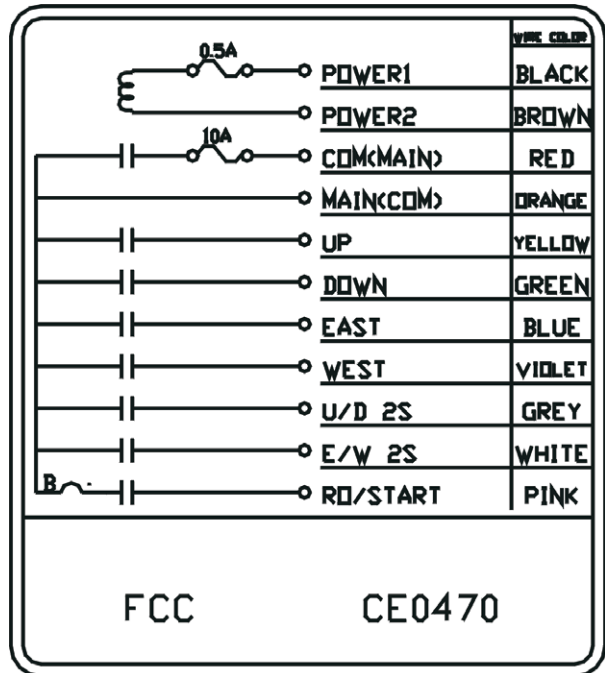 WIRE COLOR
0.5A POWER1 BLACK
POWER2 BROWN
10A COM(MAIN) RED
MAIN(COM) ORANGE
UP YELLOW
DOWN GREEN
EAST BLUE
WEST VIOLET
U/D 2S GREY
E/W 2S WHITE
B RO/START PINK
FCC CE0470